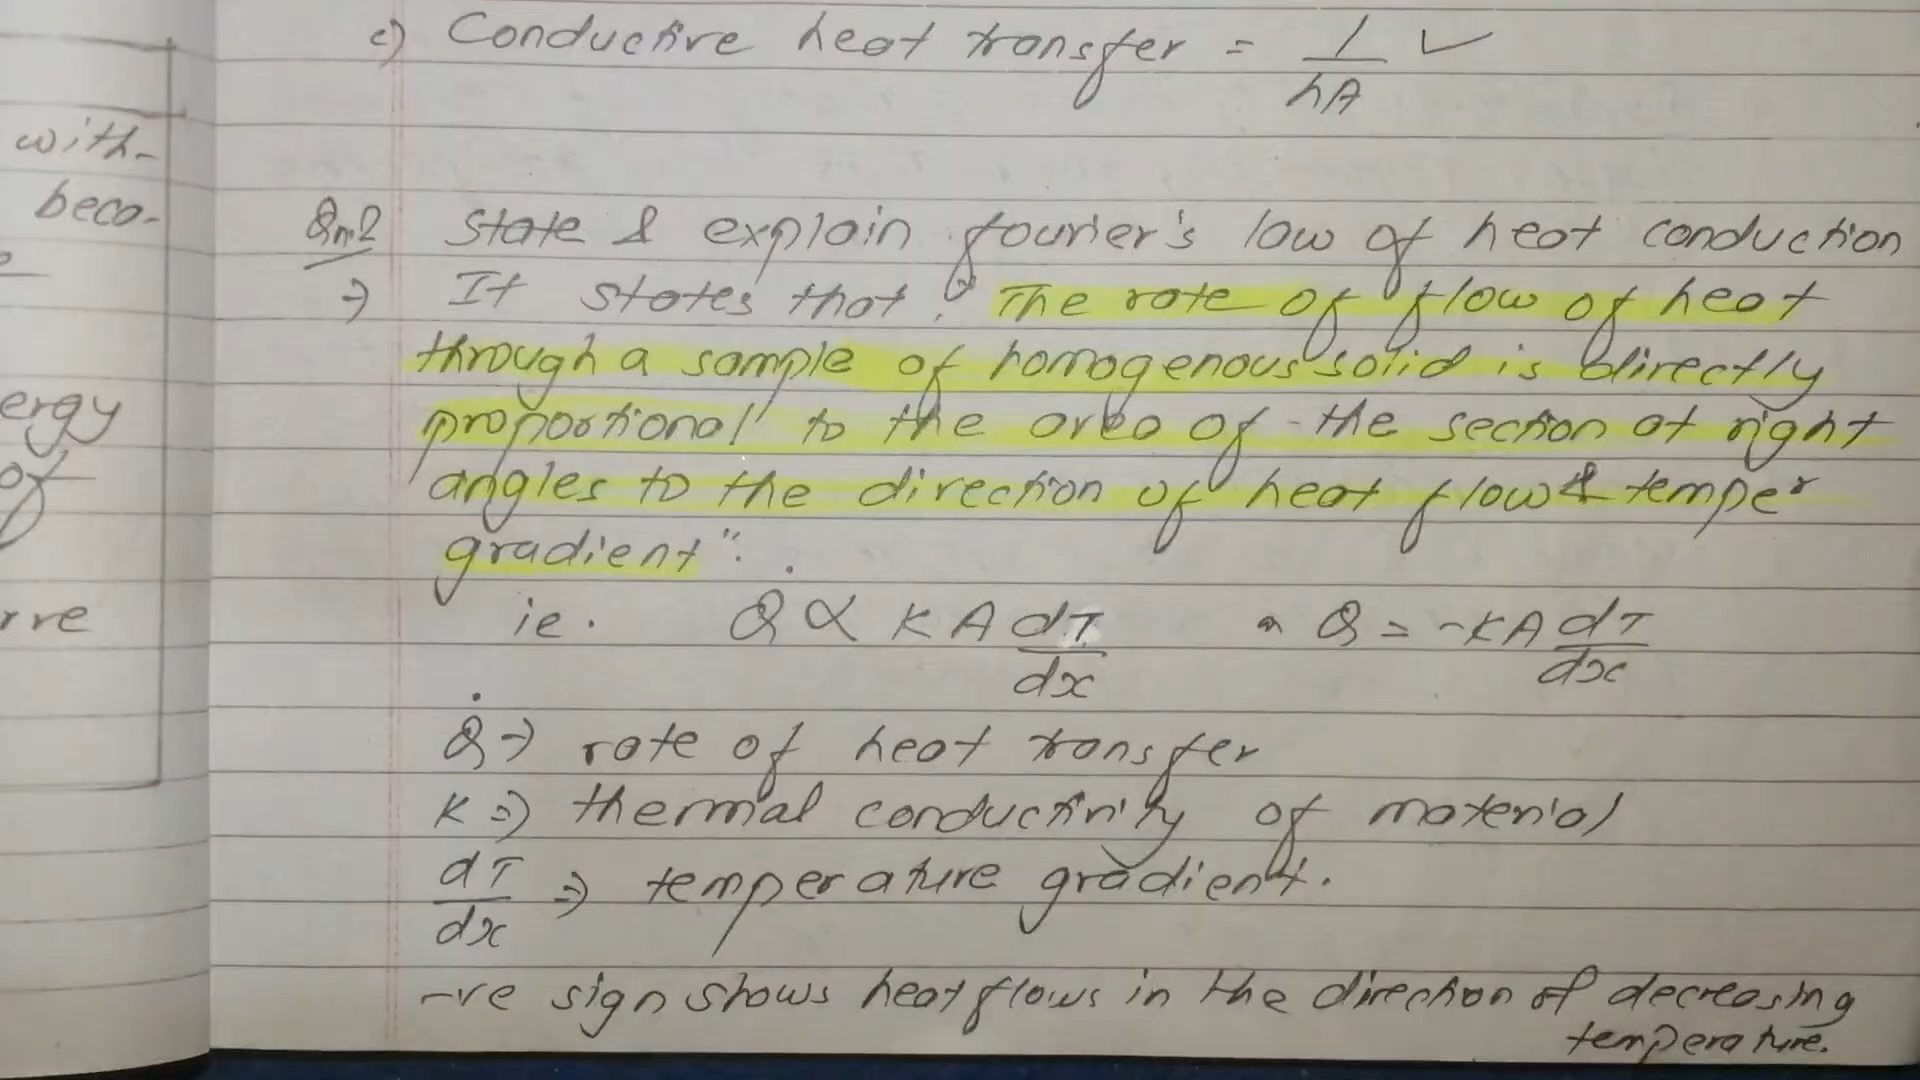 c) Conductive heat transfer = 1/hA ✓
with-
beco-
Qn.2 State & explain fourier's law of heat conduction
⇒ It states that, "The rate of flow of heat
through a sample of homogenous solid is directly
ergy
proportional to the area of the section at right
of
angles to the direction of heat flow & temper
gradient".
rve
ie. Q ∝ KA dT/dx Q = -KA dT/dx
Q̇ ⇒ rate of heat transfer
K ⇒ thermal conductivity of material
dT/dx ⇒ temperature gradient.
-ve sign shows heat flows in the direction of decreasing
temperature.